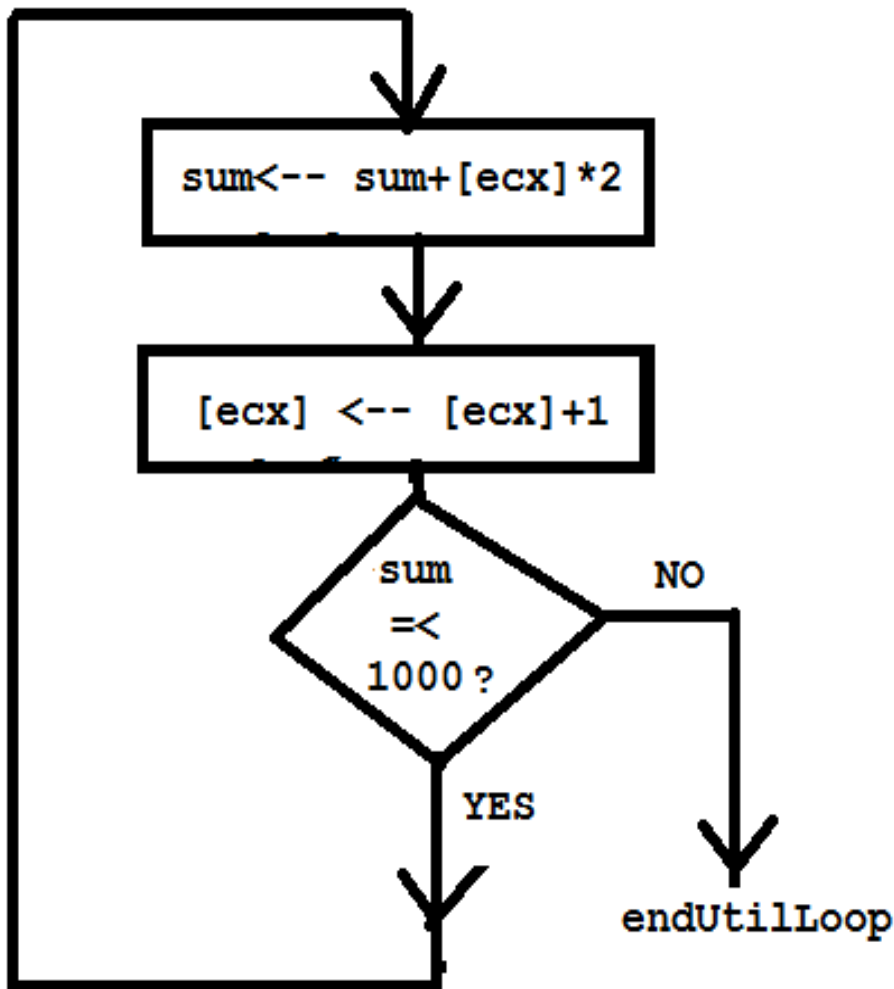 sum<-- sum+[ecx]*2
[ecx] <-- [ecx]+1
sum
=<
1000?
NO
YES
endUtilLoop